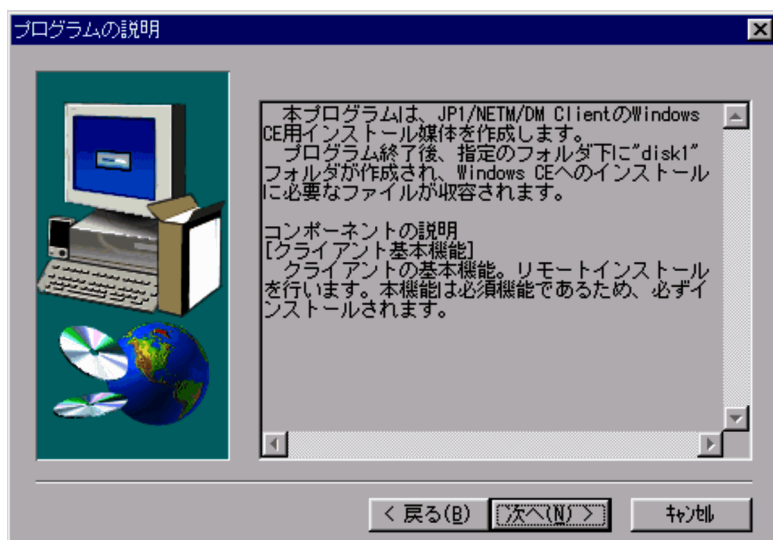 プログラムの説明
本プログラムは、JP1/NETM/DM ClientのWindows
CE用インストール媒体を作成します。
プログラム終了後、指定のフォルダ下に"disk1"
フォルダが作成され、Windows CEへのインストール
に必要なファイルが収容されます。
コンポーネントの説明
[クライアント基本機能]
クライアントの基本機能。リモートインストール
を行います。本機能は必須機能であるため、必ずイ
ンストールされます。
< 戻る(B)
次へ(N) >
ｷｬﾝｾﾙ